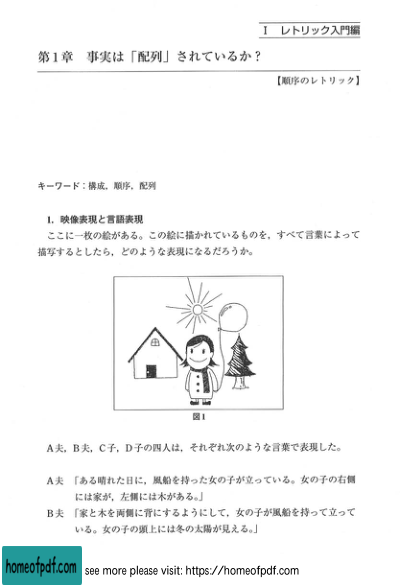 Ⅰ レトリック入門編
第1章 事実は「配列」されているか?
【順序のレトリック】
キーワード:構成,順序,配列
1.映像表現と言語表現
ここに一枚の絵がある。この絵に描かれているものを,すべて言葉によって
描写するとしたら,どのような表現になるだろうか。
図1
A夫,B夫,C子,D子の四人は,それぞれ次のような言葉で表現した。
A夫 「ある晴れた日に,風船を持った女の子が立っている。女の子の右側
には家が,左側には木がある。」
B夫 「家と木を両側に背にするようにして,女の子が風船を持って立って
いる。女の子の頭上には冬の太陽が見える。」
homeofpdf.com
see more please visit: https://homeofpdf.com